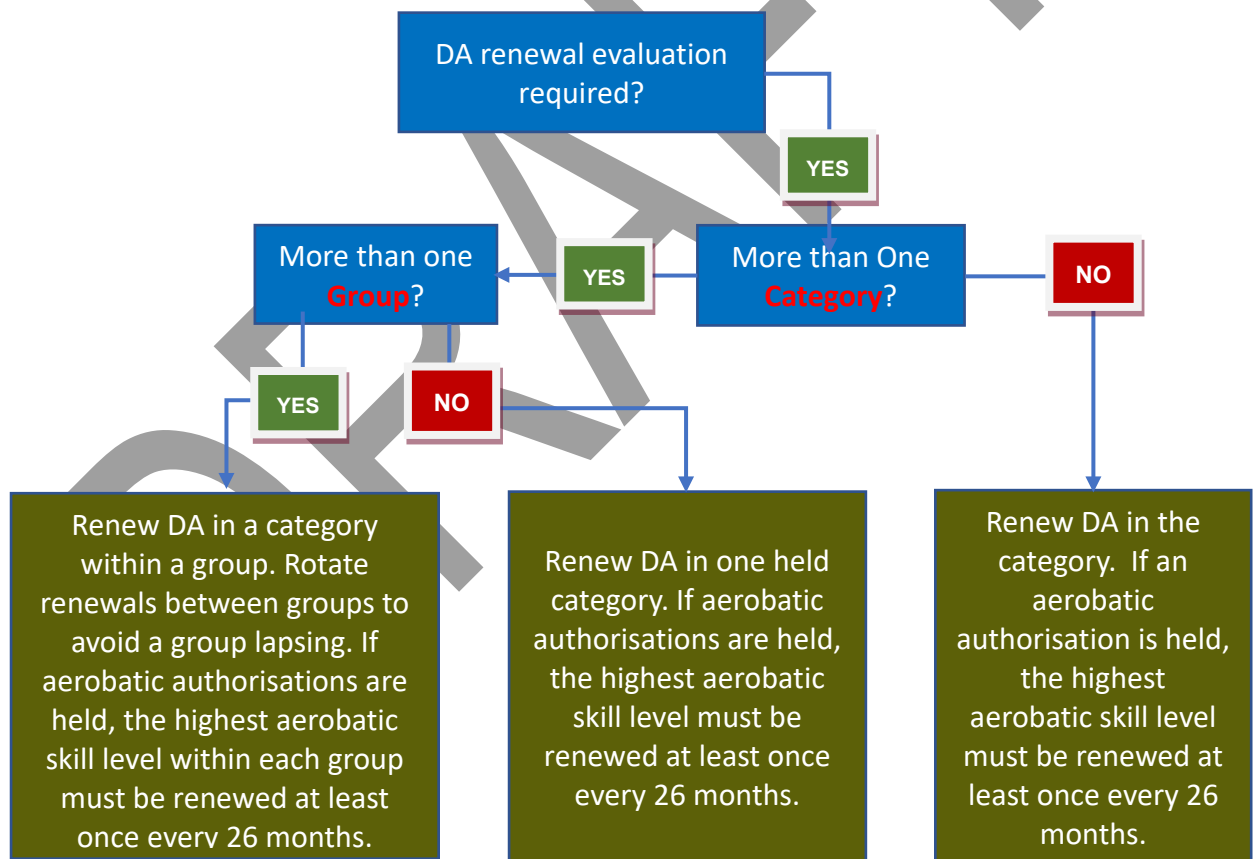 DA renewal evaluation
required?
YES
More than one
Group?
YES
More than One
Category?
NO
YES
NO
Renew DA in a category
within a group. Rotate
renewals between groups to
avoid a group lapsing. If
aerobatic authorisations are
held, the highest aerobatic
skill level within each group
must be renewed at least
once every 26 months.
Renew DA in one held
category. If aerobatic
authorisations are held,
the highest aerobatic
skill level must be
renewed at least once
every 26 months.
Renew DA in the
category.  If an
aerobatic
authorisation is held,
the highest
aerobatic skill level
must be renewed at
least once every 26
months.